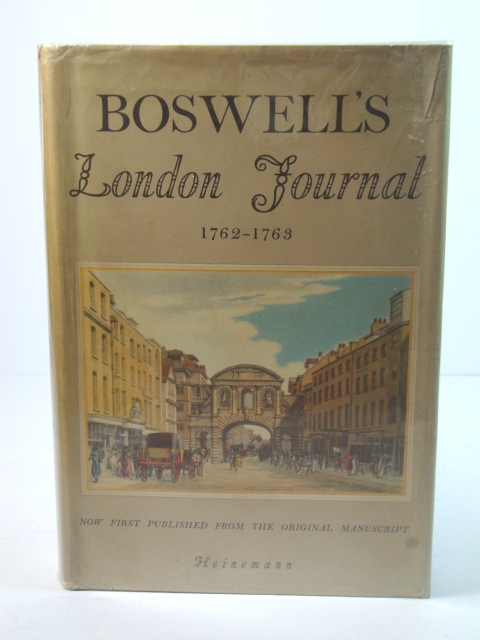 BOSWELL'S
London Journal
1762-1763
NOW FIRST PUBLISHED FROM THE ORIGINAL MANUSCRIPT
Heinemann